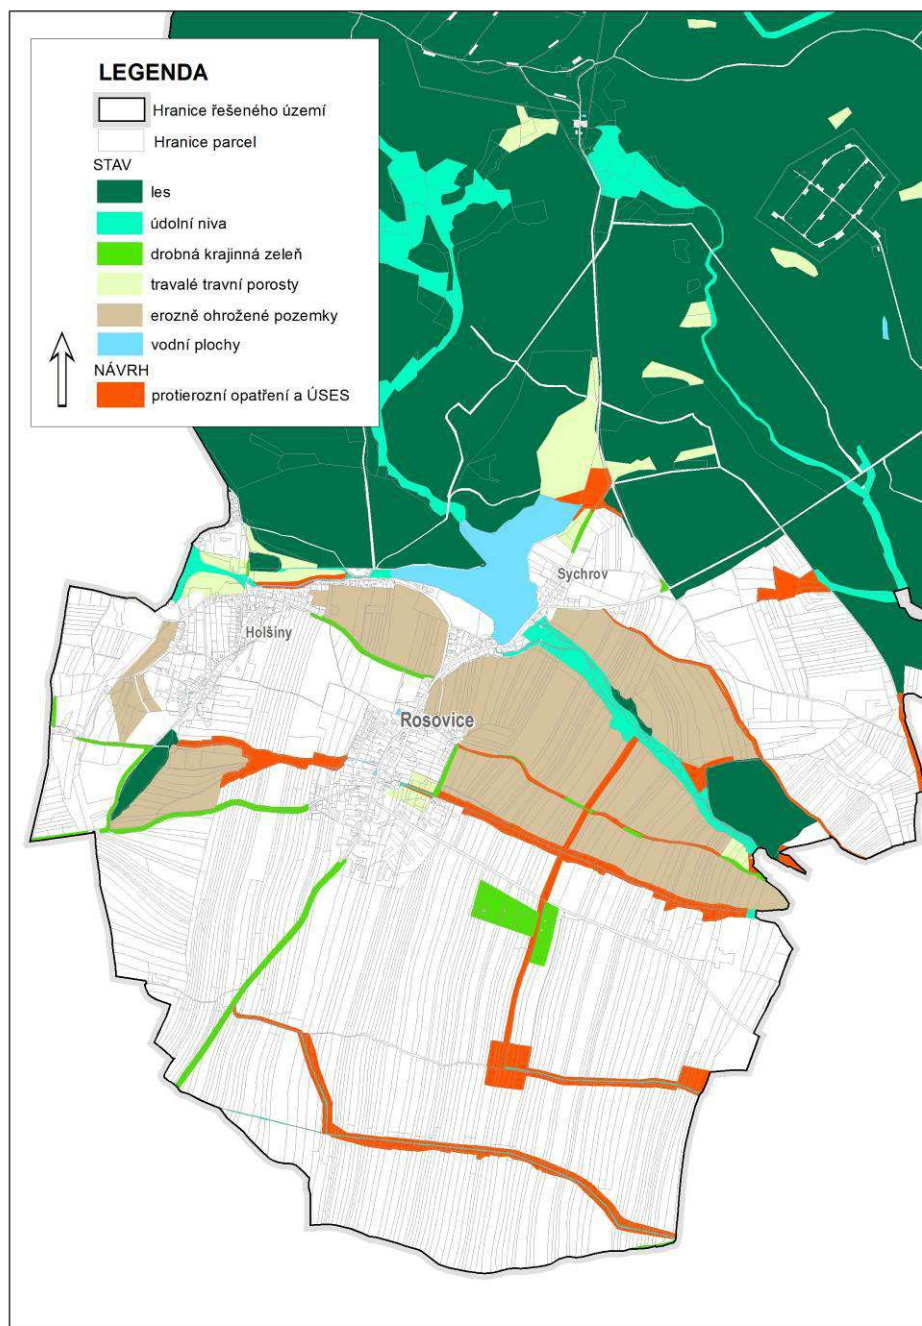 LEGENDA
Hranice řešeného území
Hranice parcel
STAV
les
údolní niva
drobná krajinná zeleň
travalé travní porosty
erozně ohrožené pozemky
vodní plochy
NÁVRH
protierozní opatření a ÚSES
Sychrov
Holšiny
Rosovice